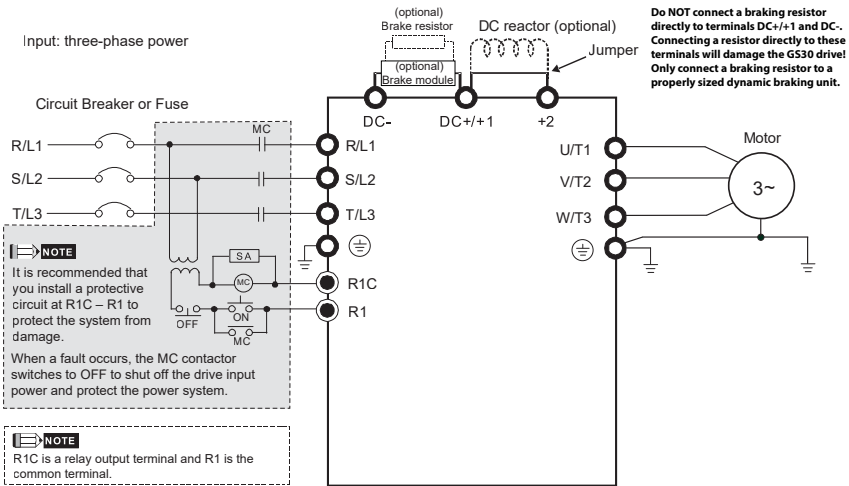 Input: three-phase power
(optional)
Brake resistor
(optional)
Brake module
DC reactor (optional)
Jumper
Do NOT connect a braking resistor
directly to terminals DC+/+1 and DC-.
Connecting a resistor directly to these
terminals will damage the GS30 drive!
Only connect a braking resistor to a
properly sized dynamic braking unit.
Circuit Breaker or Fuse
DC-
DC+/+1
+2
MC
R/L1
R/L1
U/T1
Motor
S/L2
S/L2
V/T2
3~
T/L3
T/L3
W/T3
NOTE
It is recommended that
you install a protective
circuit at R1C – R1 to
protect the system from
damage.
When a fault occurs, the MC contactor
switches to OFF to shut off the drive input
power and protect the power system.
SA
MC
R1C
OFF
ON
MC
R1
NOTE
R1C is a relay output terminal and R1 is the
common terminal.